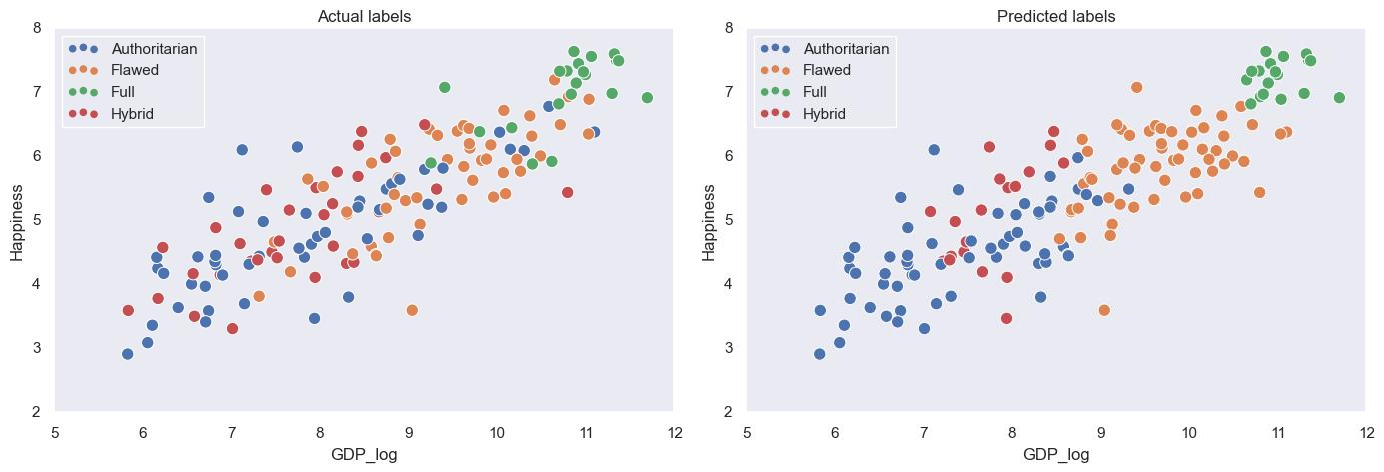 Actual labels
8
7
6
5
4
3
2
Happiness
Authoritarian
Flawed
Full
Hybrid
5 6 7 8 9 10 11 12
GDP_log
Predicted labels
8
7
6
5
4
3
2
Happiness
Authoritarian
Flawed
Full
Hybrid
5 6 7 8 9 10 11 12
GDP_log